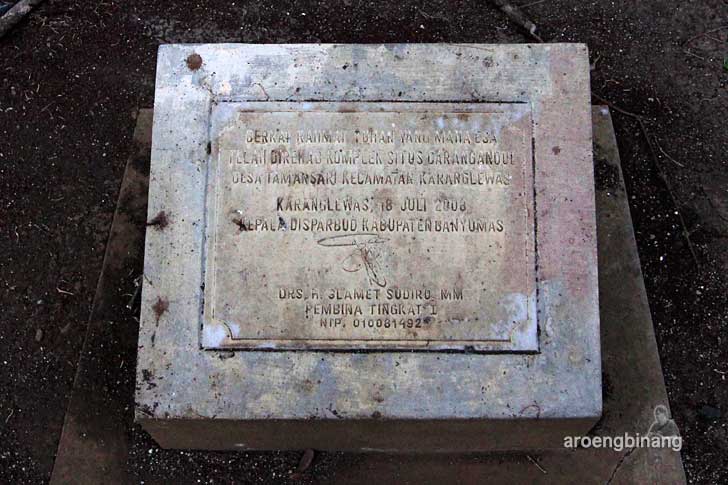 BERKAT RAHMAT TUHAN YANG MAHA ESA
TELAH DIREHAB KOMPLEK SITUS CARANGANDUL
DESA TAMANSARI KECAMATAN KARANGLEWAS
KARANGLEWAS, 18 JULI 2008
KEPALA DISPARBUD KABUPATEN BANYUMAS
DRS. H. SLAMET SUDIRO, MM
PEMBINA TINGKAT I
NIP. 010081492
aroengbinang